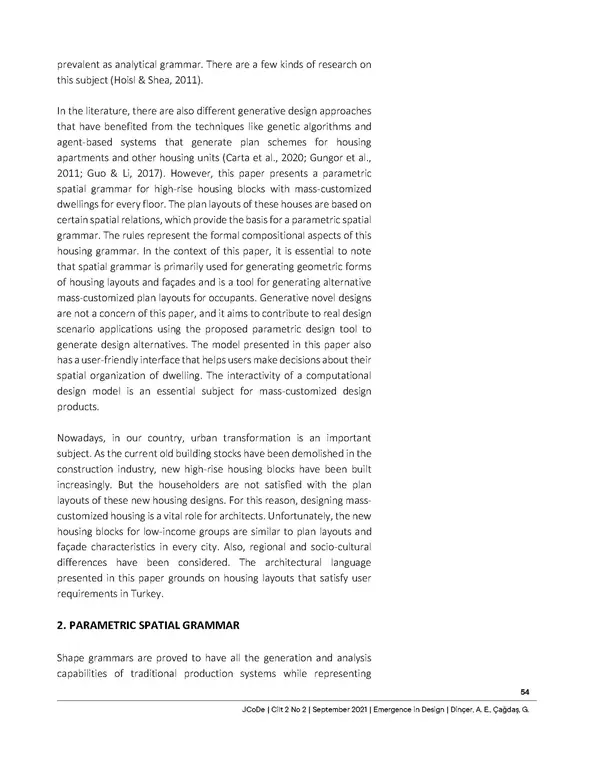 prevalent as analytical grammar. There are a few kinds of research on
this subject (Hoisl & Shea, 2011).
In the literature, there are also different generative design approaches
that have benefited from the techniques like genetic algorithms and
agent-based systems that generate plan schemes for housing
apartments and other housing units (Carta et al., 2020; Gungor et al.,
2011; Guo & Li, 2017). However, this paper presents a parametric
spatial grammar for high-rise housing blocks with mass-customized
dwellings for every floor. The plan layouts of these houses are based on
certain spatial relations, which provide the basis for a parametric spatial
grammar. The rules represent the formal compositional aspects of this
housing grammar. In the context of this paper, it is essential to note
that spatial grammar is primarily used for generating geometric forms
of housing layouts and façades and is a tool for generating alternative
mass-customized plan layouts for occupants. Generative novel designs
are not a concern of this paper, and it aims to contribute to real design
scenario applications using the proposed parametric design tool to
generate design alternatives. The model presented in this paper also
has a user-friendly interface that helps users make decisions about their
spatial organization of dwelling. The interactivity of a computational
design model is an essential subject for mass-customized design
products.
Nowadays, in our country, urban transformation is an important
subject. As the current old building stocks have been demolished in the
construction industry, new high-rise housing blocks have been built
increasingly. But the householders are not satisfied with the plan
layouts of these new housing designs. For this reason, designing mass-
customized housing is a vital role for architects. Unfortunately, the new
housing blocks for low-income groups are similar to plan layouts and
façade characteristics in every city. Also, regional and socio-cultural
differences have been considered. The architectural language
presented in this paper grounds on housing layouts that satisfy user
requirements in Turkey.
2. PARAMETRIC SPATIAL GRAMMAR
Shape grammars are proved to have all the generation and analysis
capabilities of traditional production systems while representing
54
JCoDe | Cilt 2 No 2 | September 2021 | Emergence in Design | Dinçer, A. E., Çağdaş, G.